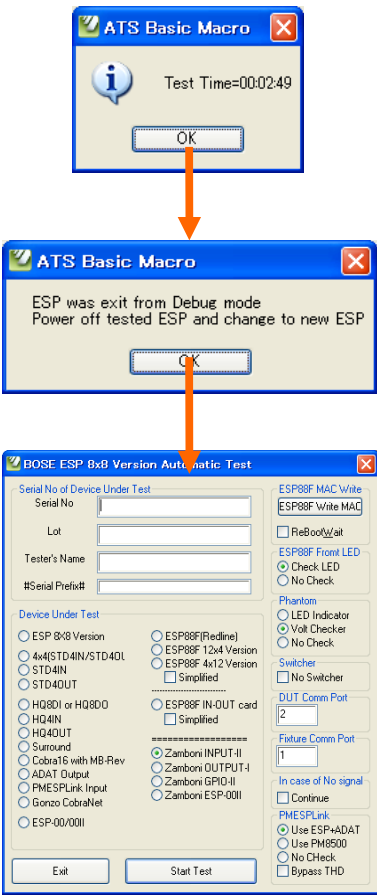 ATS Basic Macro
Test Time=00:02:49
OK
ATS Basic Macro
ESP was exit from Debug mode
Power off tested ESP and change to new ESP
OK
BOSE ESP 8x8 Version Automatic Test
Serial No of Device Under Test
Serial No
Lot
Tester's Name
#Serial Prefix#
Device Under Test
ESP 8X8 Version
4x4(STD4IN/STD4OU
STD4IN
STD4OUT
HQ8DI or HQ8DO
HQ4IN
HQ4OUT
Surround
Cobra16 with MB-Rev
ADAT Output
PMESPLink Input
Gonzo CobraNet
ESP-00/00II
ESP88F(Redline)
ESP88F 12x4 Version
ESP88F 4x12 Version
Simplified
--------------------------
ESP88F IN-OUT card
Simplified
==================
Zamboni INPUT-II
Zamboni OUTPUT-I
Zamboni GPIO-II
Zamboni ESP-00II
Exit
Start Test
ESP88F MAC Write
ESP88F Write MAC
ReBootWait
ESP88F Fromt LED
Check LED
No Check
Phantom
LED Indicator
Volt Checker
No Check
Switcher
No Switcher
DUT Comm Port
2
Fixture Comm Port
1
In case of No signal
Continue
PMESPLink
Use ESP+ADAT
Use PM8500
No CHeck
Bypass THD